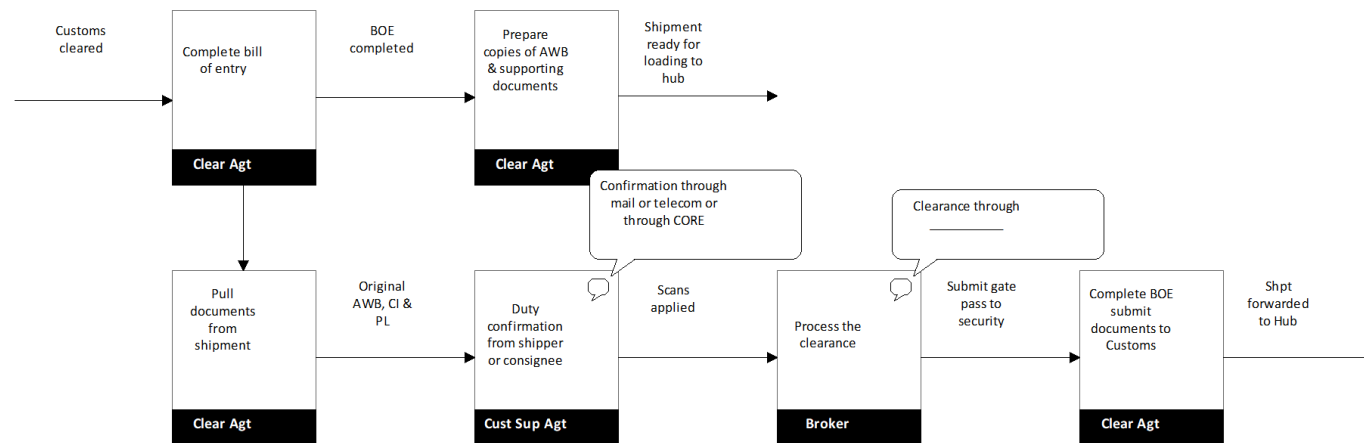 Customs
cleared
Complete bill
of entry
Clear Agt
BOE
completed
Prepare
copies of AWB
& supporting
documents
Clear Agt
Shipment
ready for
loading to
hub
Confirmation through
mail or telecom or
through CORE
Clearance through
Pull
documents
from
shipment
Clear Agt
Original
AWB, CI &
PL
Duty
confirmation
from shipper
or consignee
Cust Sup Agt
Scans
applied
Process the
clearance
Broker
Submit gate
pass to
security
Complete BOE
submit
documents to
Customs
Clear Agt
Shpt
forwarded
to Hub